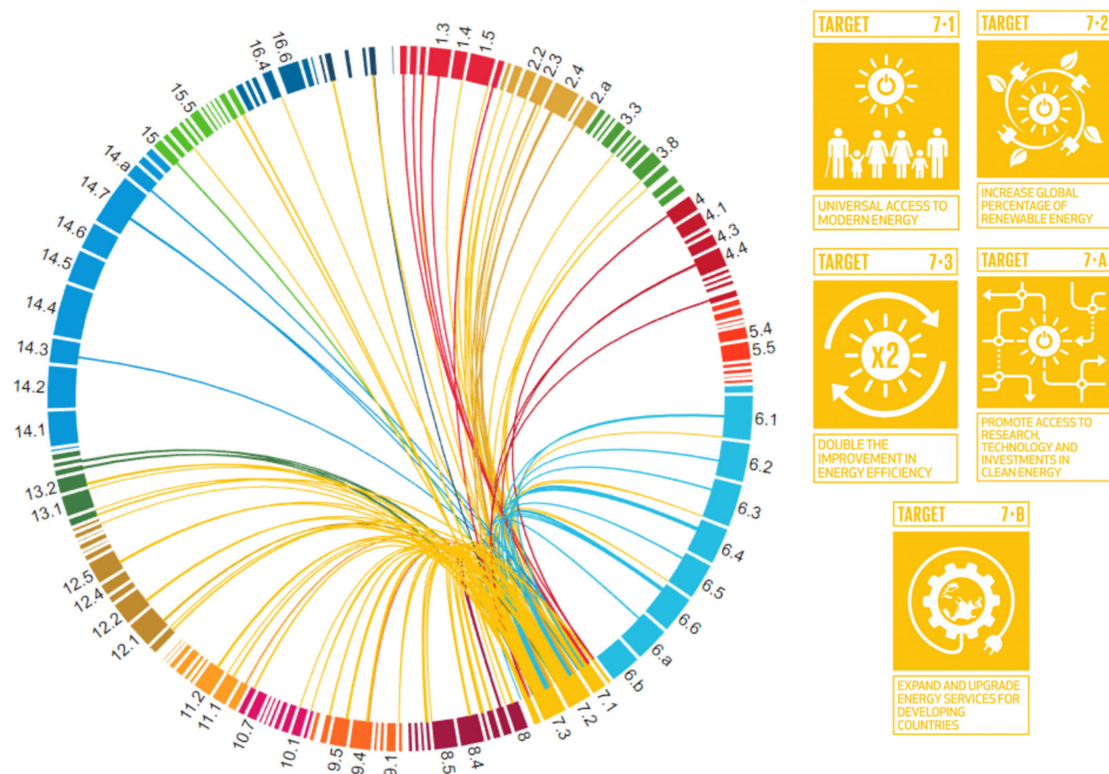 1.3
1.4
1.5
2.2
2.3
2.4
2.a
3.3
3.8
4
4.1
4.3
4.4
5.4
5.5
6.1
6.2
6.3
6.4
6.5
6.6
6.a
6.b
7.1
7.2
7.3
8
8.4
8.5
9.1
9.4
9.5
10.1
10.7
11.1
11.2
12.1
12.2
12.4
12.5
13.1
13.2
14.1
14.2
14.3
14.4
14.5
14.6
14.7
14.a
15
15.5
16.4
16.6
TARGET 7·1
UNIVERSAL ACCESS TO
MODERN ENERGY
TARGET 7·2
INCREASE GLOBAL
PERCENTAGE OF
RENEWABLE ENERGY
TARGET 7·3
X2
DOUBLE THE
IMPROVEMENT IN
ENERGY EFFICIENCY
TARGET 7·A
PROMOTE ACCESS TO
RESEARCH,
TECHNOLOGY AND
INVESTMENTS IN
CLEAN ENERGY
TARGET 7·B
EXPAND AND UPGRADE
ENERGY SERVICES FOR
DEVELOPING
COUNTRIES